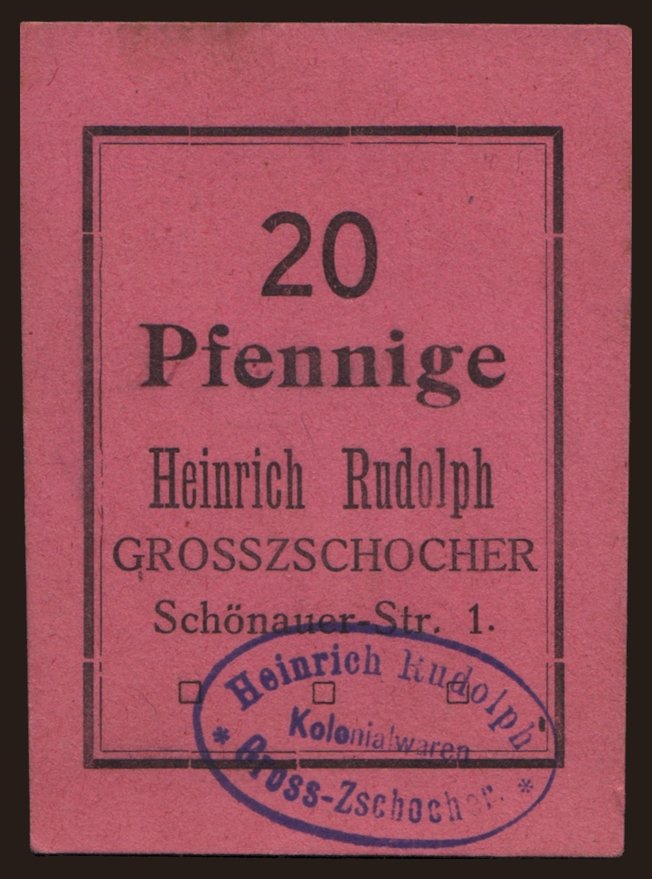 20
Pfennige
Heinrich Rudolph
GROSSZSCHOCHER
Schönauer-Str. 1.
Heinrich Rudolph
Kolonialwaren
* Gross-Zschocher. *